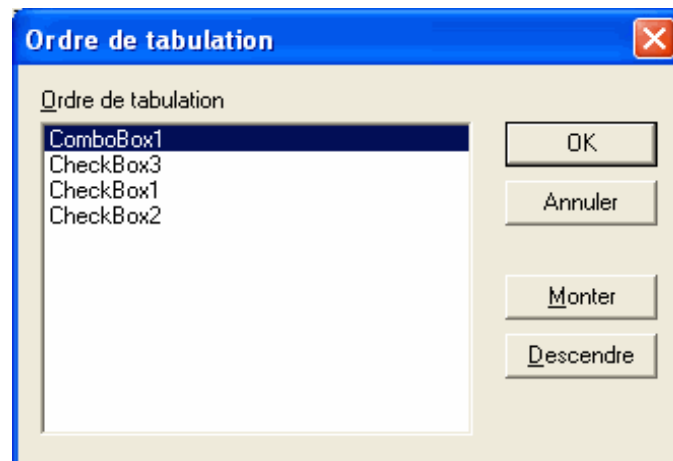 Ordre de tabulation
Ordre de tabulation
ComboBox1
CheckBox3
CheckBox1
CheckBox2
OK
Annuler
Monter
Descendre